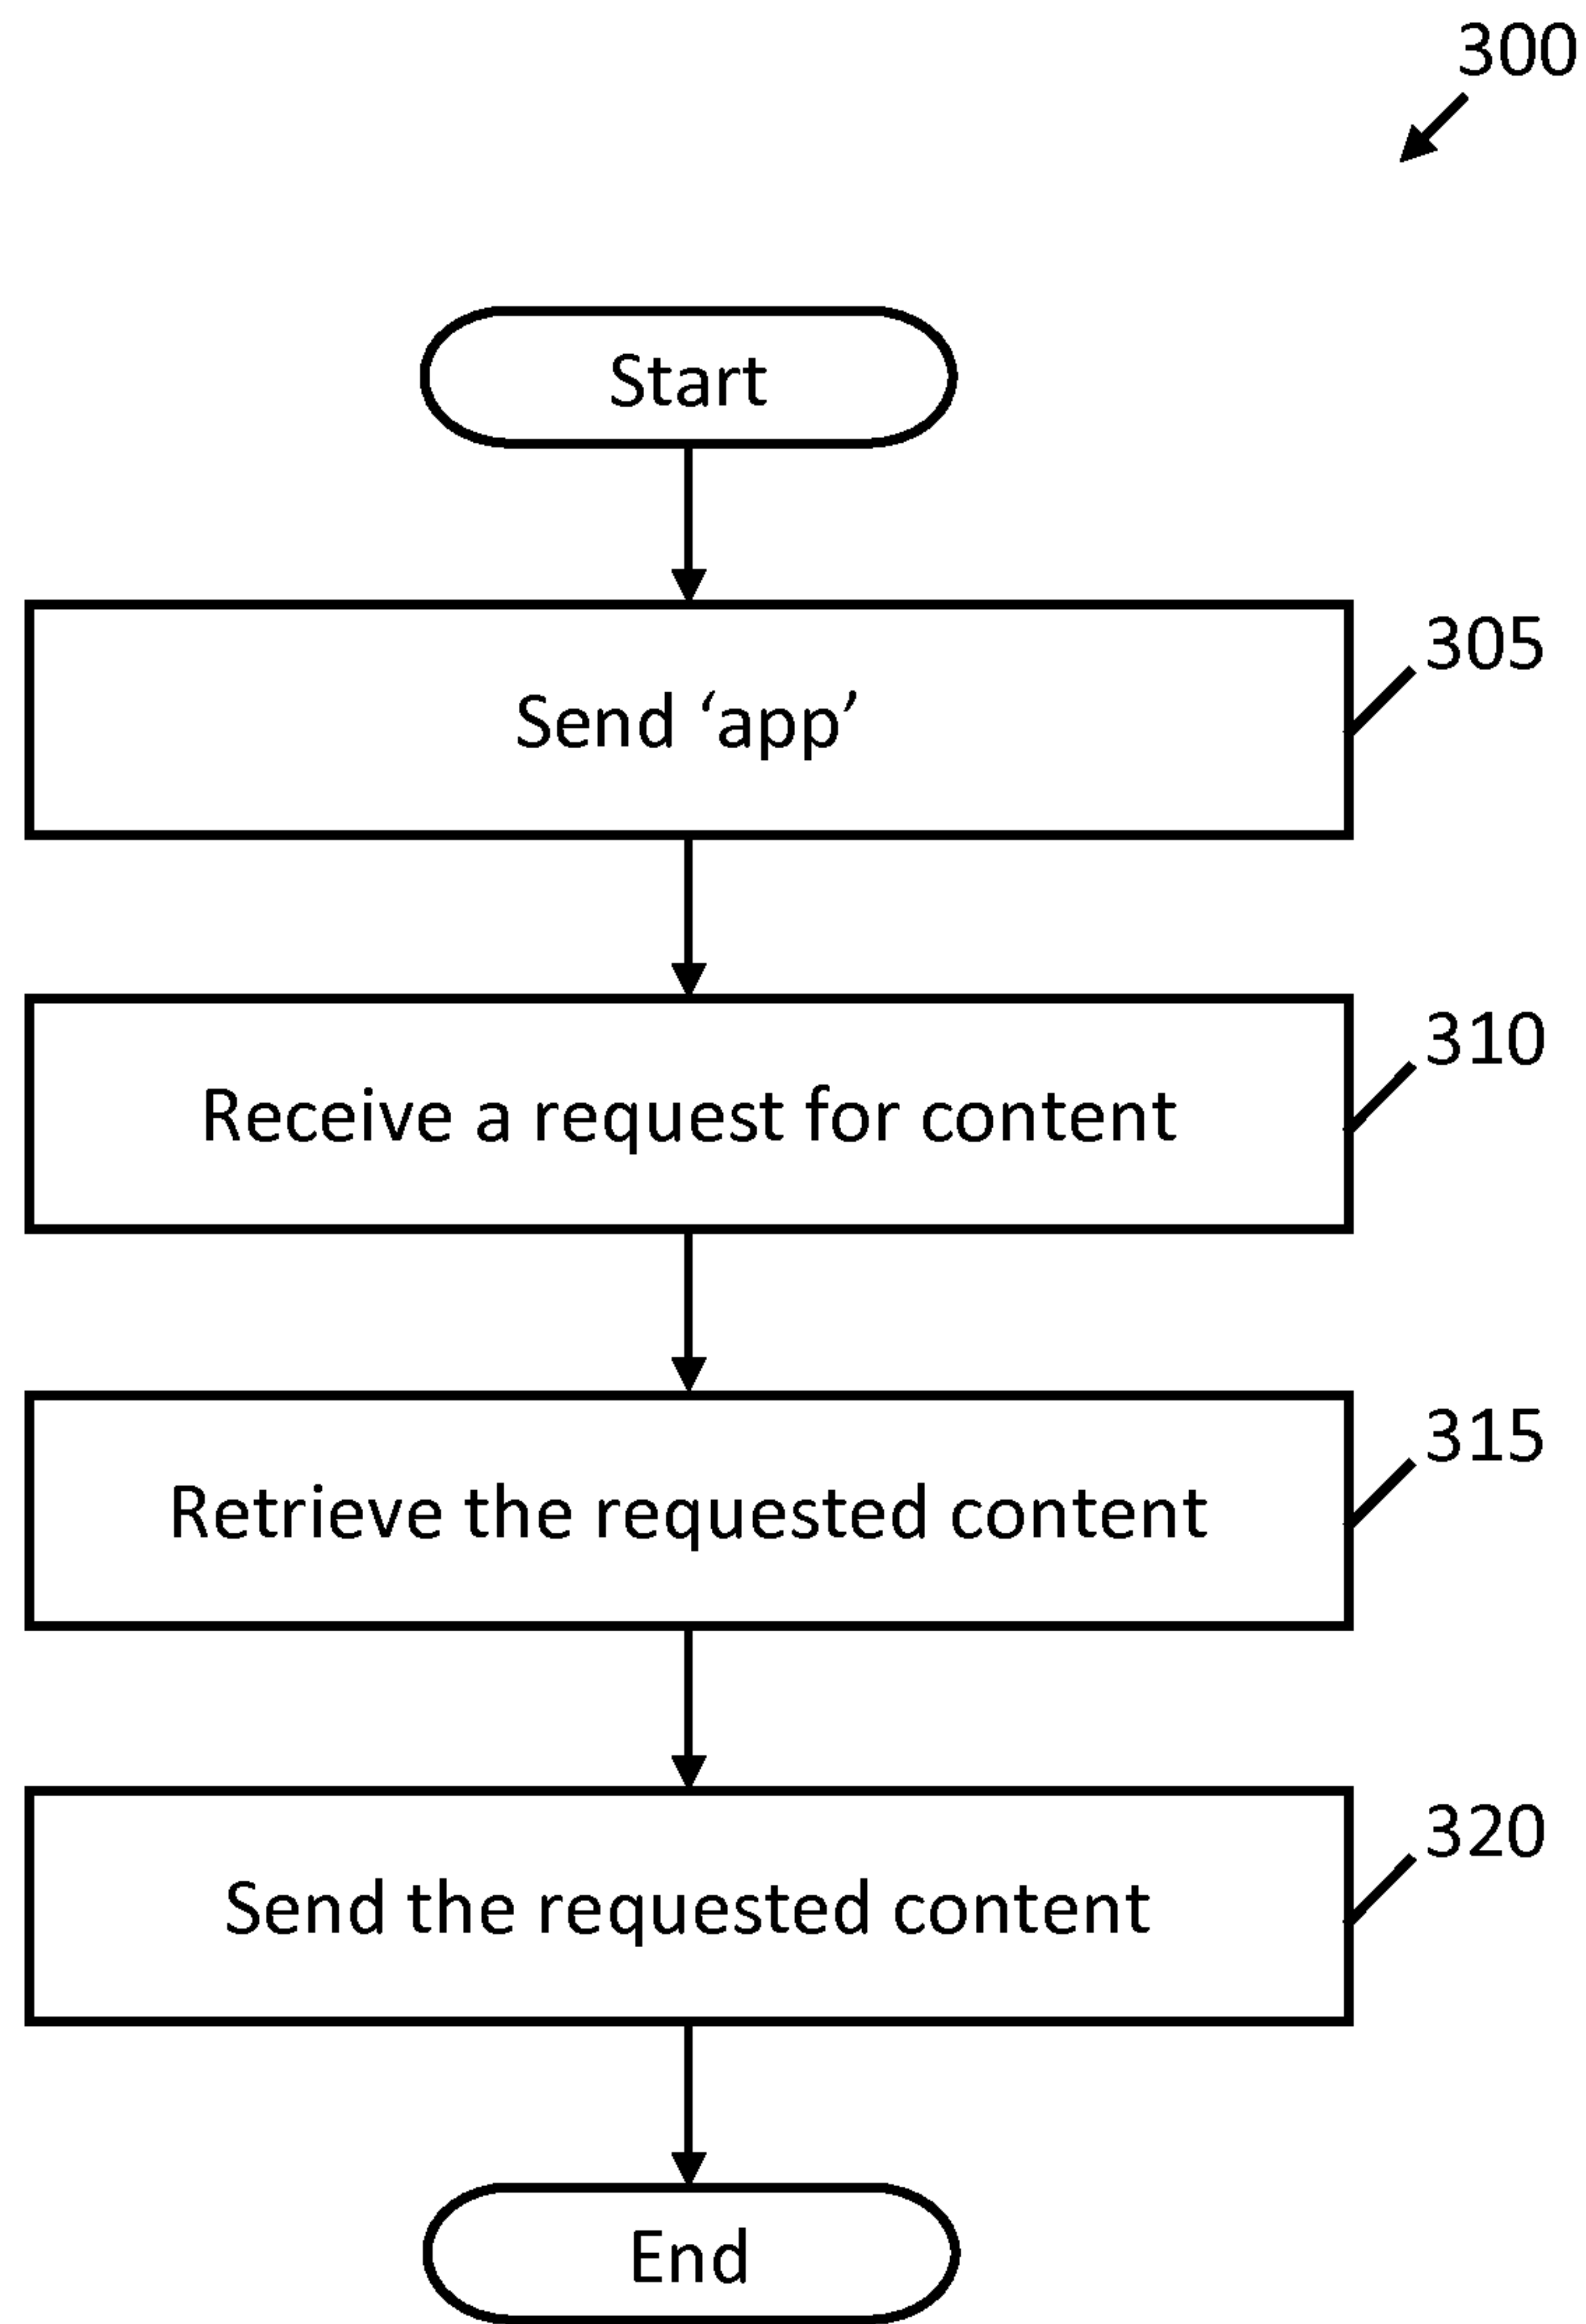 300
Start
Send ‘app’
305
Receive a request for content
310
Retrieve the requested content
315
Send the requested content
320
End